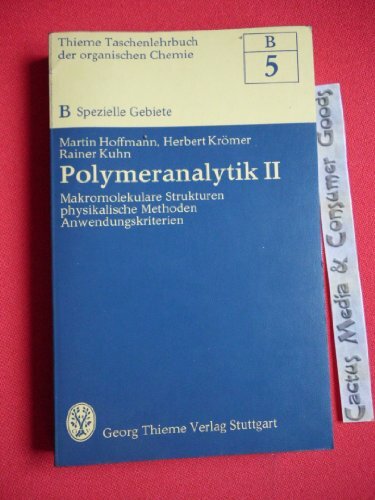 Thieme Taschenlehrbuch
der organischen Chemie
B
5
B Spezielle Gebiete
Martin Hoffmann, Herbert Krömer
Rainer Kuhn
Polymeranalytik II
Makromolekulare Strukturen
physikalische Methoden
Anwendungskriterien
Georg Thieme Verlag Stuttgart
Cactus Media & Consumer Goods